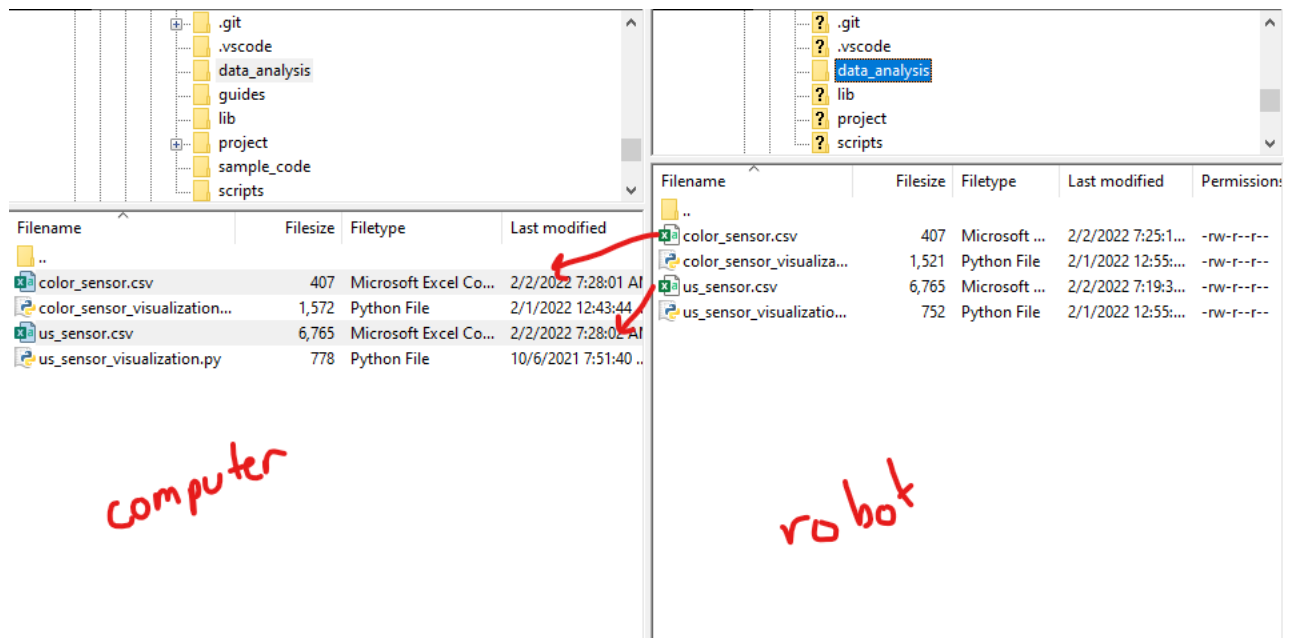 .git
.vscode
data_analysis
guides
lib
project
sample_code
scripts
Filename Filesize Filetype Last modified
..
color_sensor.csv 407 Microsoft Excel Co... 2/2/2022 7:28:01 AM
color_sensor_visualization... 1,572 Python File 2/1/2022 12:43:44 ...
us_sensor.csv 6,765 Microsoft Excel Co... 2/2/2022 7:28:02 AM
us_sensor_visualization.py 778 Python File 10/6/2021 7:51:40 ...
computer
.git
.vscode
data_analysis
lib
project
scripts
Filename Filesize Filetype Last modified Permissions
..
color_sensor.csv 407 Microsoft ... 2/2/2022 7:25:1... -rw-r--r--
color_sensor_visualiza... 1,521 Python File 2/1/2022 12:55:... -rw-r--r--
us_sensor.csv 6,765 Microsoft ... 2/2/2022 7:19:3... -rw-r--r--
us_sensor_visualizatio... 752 Python File 2/1/2022 12:55:... -rw-r--r--
robot